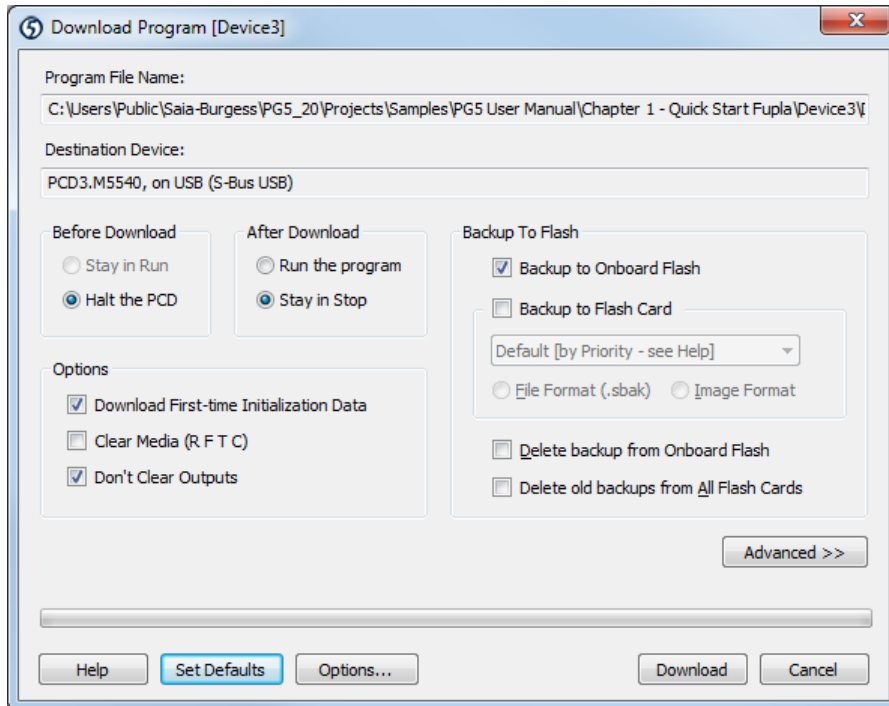 Download Program [Device3]
Program File Name:
C:\Users\Public\Saia-Burgess\PG5_20\Projects\Samples\PG5 User Manual\Chapter 1 - Quick Start Fupla\Device3\
Destination Device:
PCD3.M5540, on USB (S-Bus USB)
Before Download
Stay in Run
Halt the PCD
After Download
Run the program
Stay in Stop
Options
Download First-time Initialization Data
Clear Media (R F T C)
Don't Clear Outputs
Backup To Flash
Backup to Onboard Flash
Backup to Flash Card
Default [by Priority - see Help]
File Format (.sbak) Image Format
Delete backup from Onboard Flash
Delete old backups from All Flash Cards
Advanced >>
Help Set Defaults Options... Download Cancel